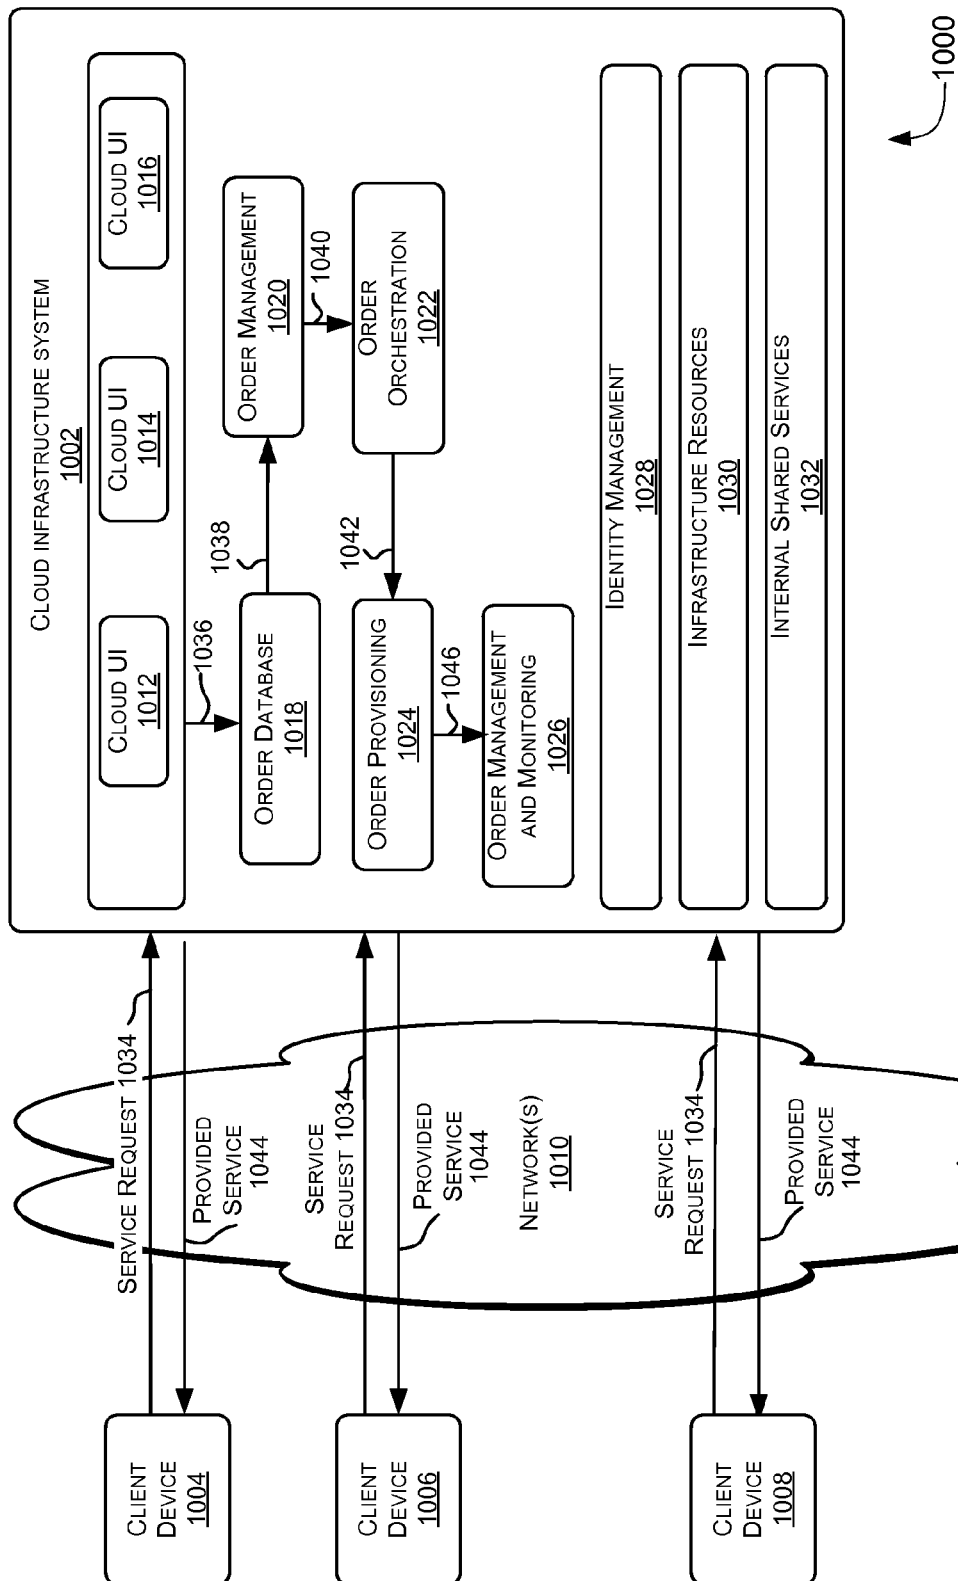 CLIENT
DEVICE
1004
CLIENT
DEVICE
1006
CLIENT
DEVICE
1008
SERVICE REQUEST 1034
PROVIDED
SERVICE
1044
SERVICE
REQUEST 1034
PROVIDED
SERVICE
1044
NETWORK(S)
1010
SERVICE
REQUEST 1034
PROVIDED
SERVICE
1044
CLOUD INFRASTRUCTURE SYSTEM
1002
CLOUD UI
1012
CLOUD UI
1014
CLOUD UI
1016
1036
ORDER DATABASE
1018
1038
ORDER MANAGEMENT
1020
1040
ORDER
ORCHESTRATION
1022
1042
ORDER PROVISIONING
1024
1046
ORDER MANAGEMENT
AND MONITORING
1026
IDENTITY MANAGEMENT
1028
INFRASTRUCTURE RESOURCES
1030
INTERNAL SHARED SERVICES
1032
1000